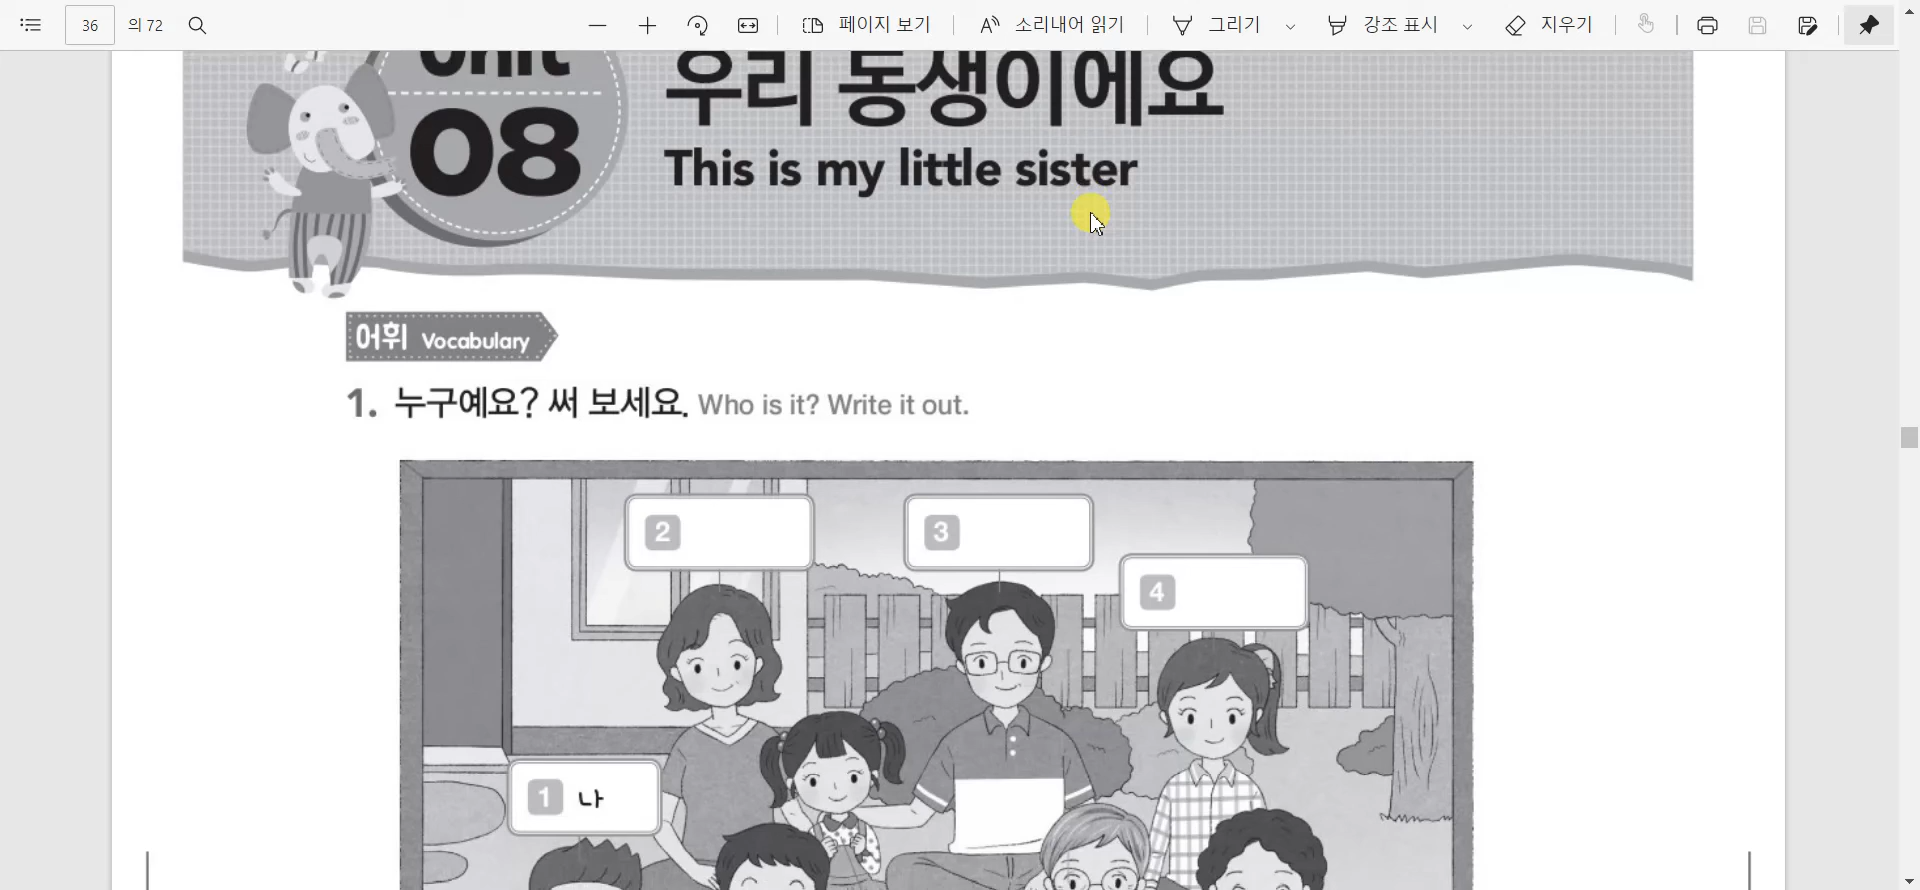 36 의 72 페이지 보기 소리내어 읽기 그리기 강조 표시 지우기
Unit
08
우리 동생이에요
This is my little sister
어휘 Vocabulary
1. 누구예요? 써 보세요. Who is it? Write it out.
2
3
4
1 나